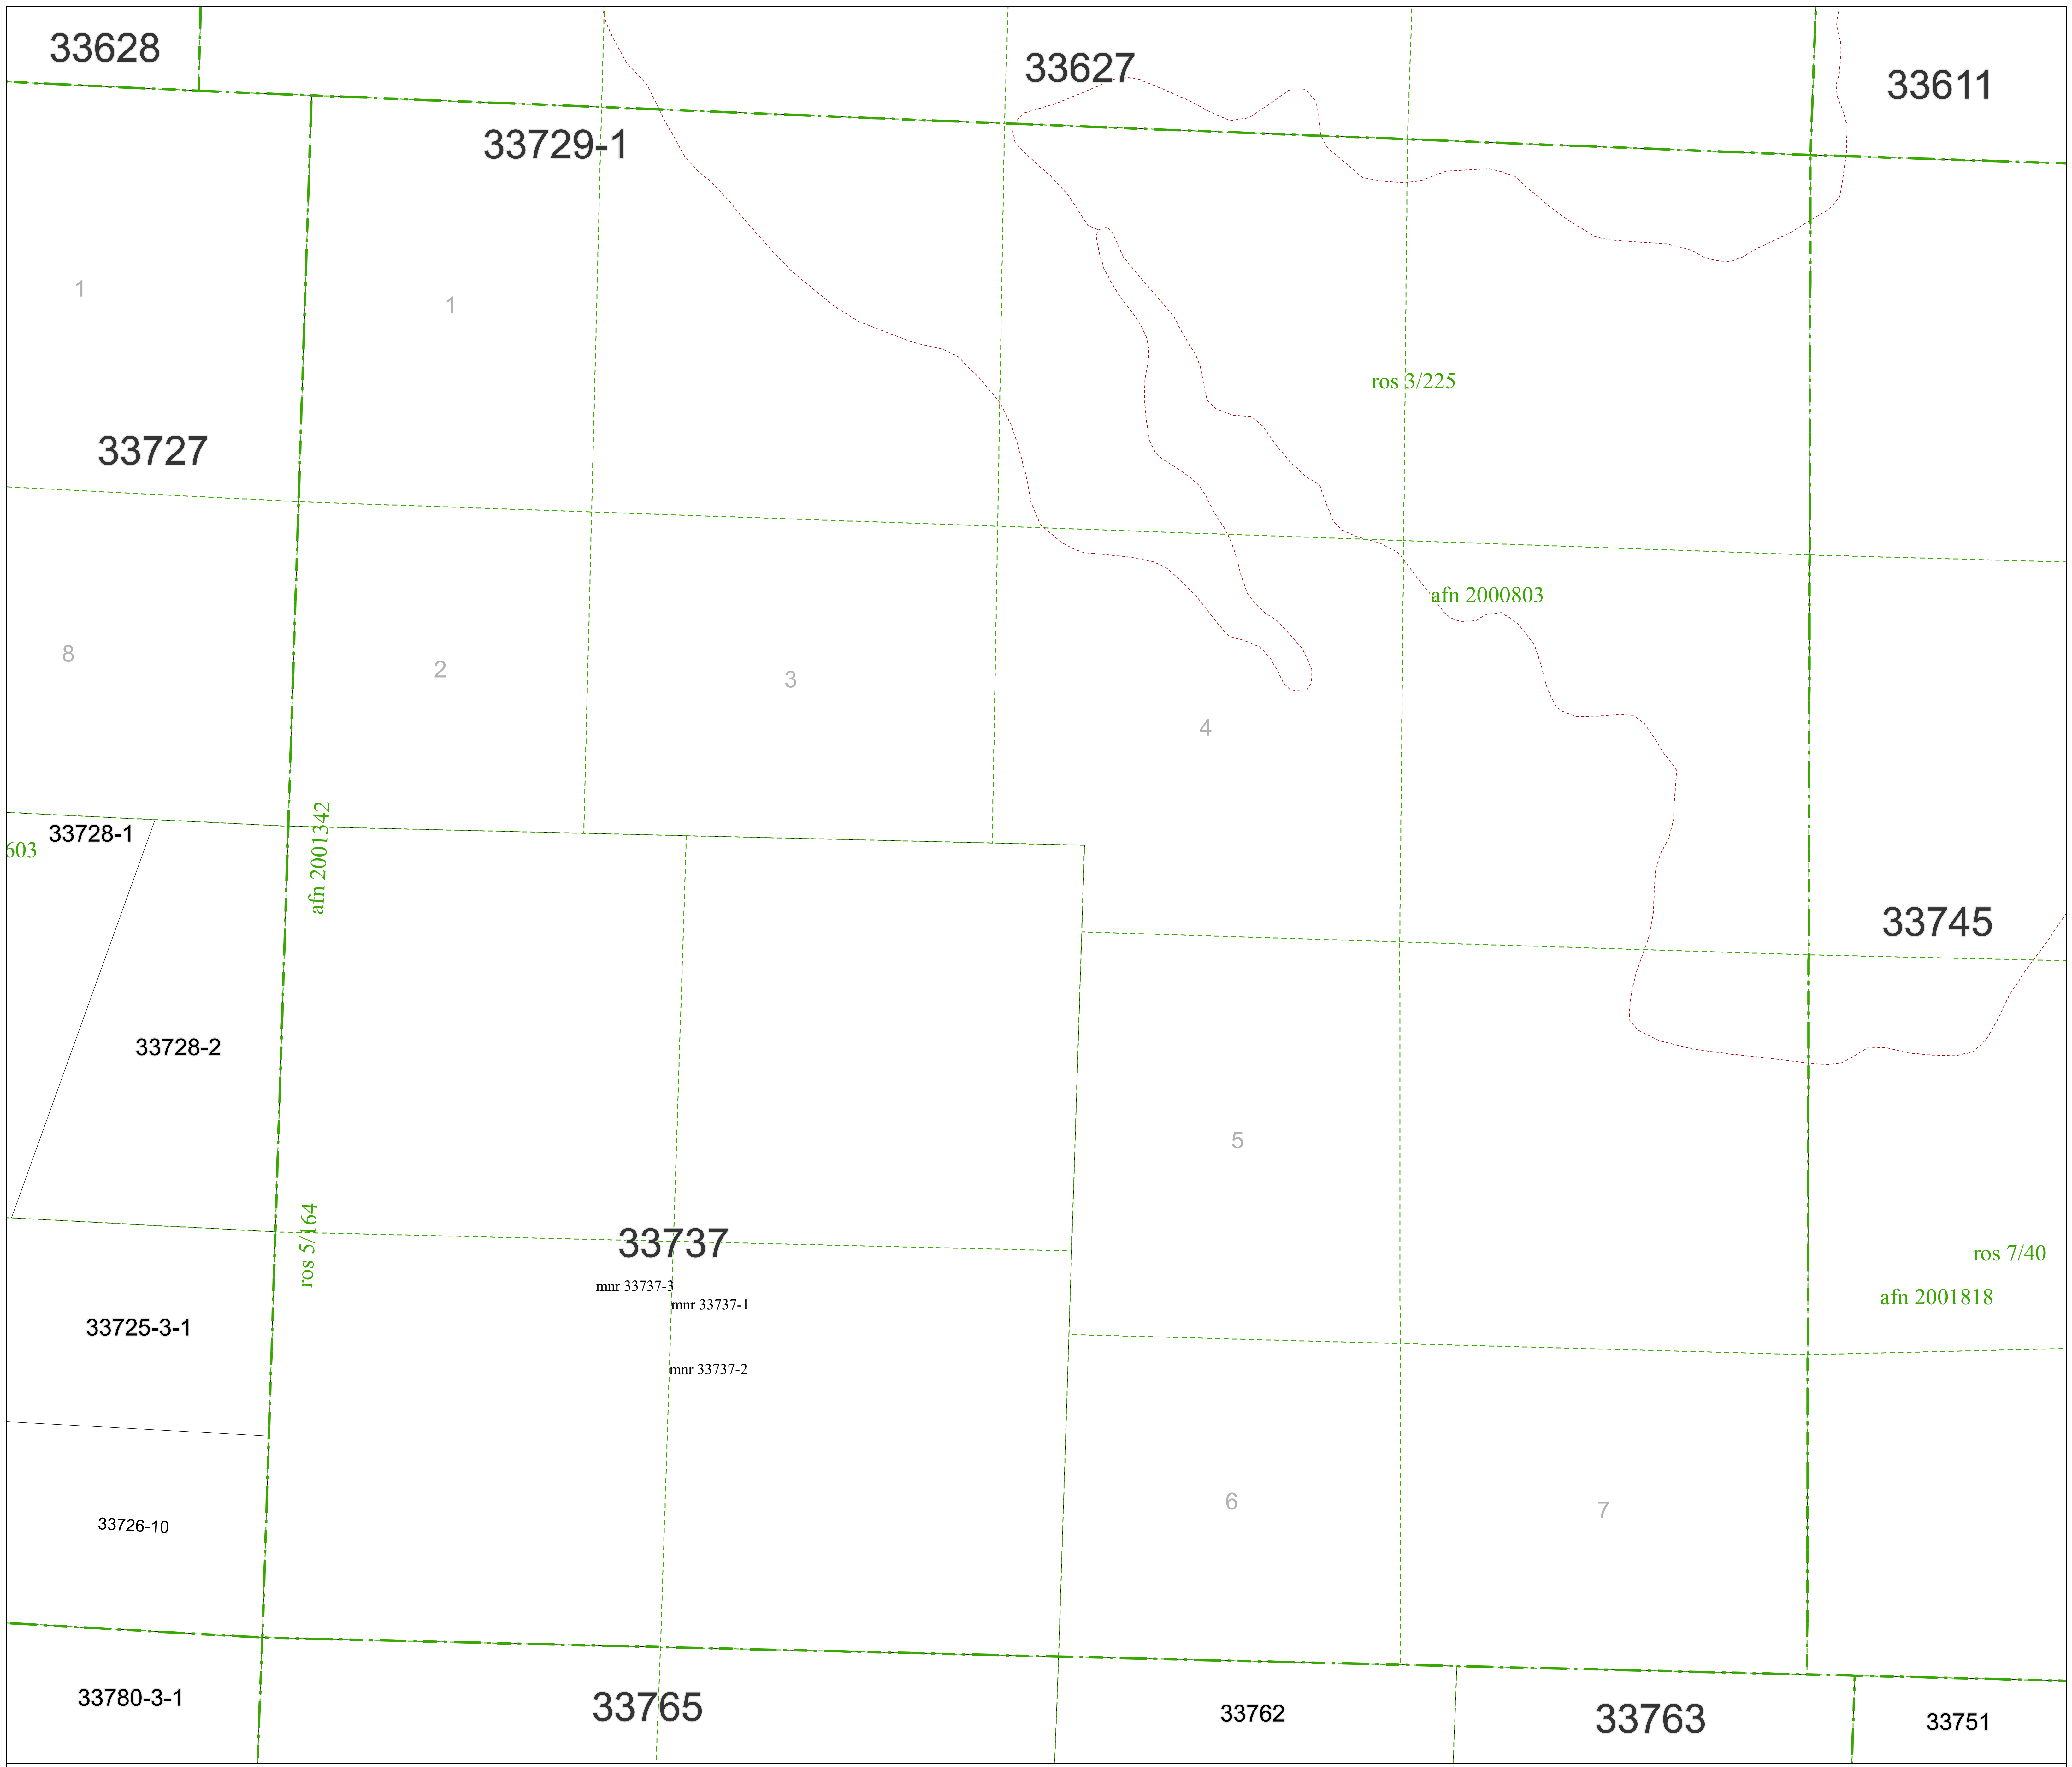 33628
33627
33611
33729-1
1
1
ros 3/225
33727
afn 2000803
8
2
3
4
33728-1
603
afn 2001342
33745
33728-2
5
ros 5/164
33737
ros 7/40
mnr 33737-3
mnr 33737-1
afn 2001818
33725-3-1
mnr 33737-2
6
7
33726-10
33780-3-1
33765
33762
33763
33751